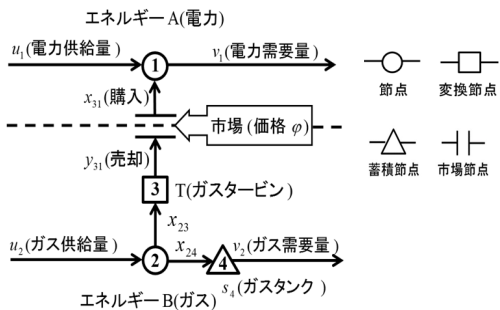 エネルギーA(電力)
u₁(電力供給量)
v₁(電力需要量)
1
x₃₁(購入)
市場(価格 φ)
y₃₁(売却)
3
T(ガスタービン)
x₂₃
u₂(ガス供給量)
x₂₄
v₂(ガス需要量)
2
4
s₄(ガスタンク)
エネルギーB(ガス)
節点
変換節点
蓄積節点
市場節点